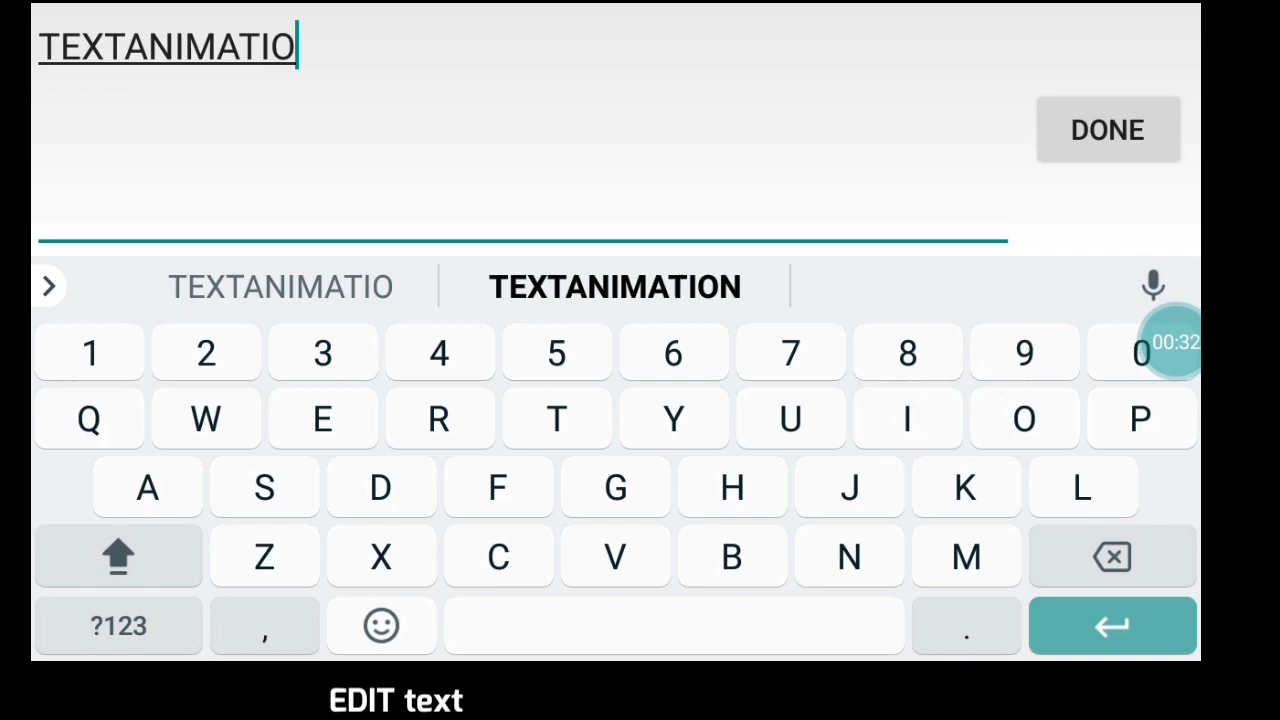 TEXTANIMATIO
DONE
TEXTANIMATIO TEXTANIMATION
1 2 3 4 5 6 7 8 9 0
00:32
Q W E R T Y U I O P
A S D F G H J K L
Z X C V B N M
?123 , .
EDIT text